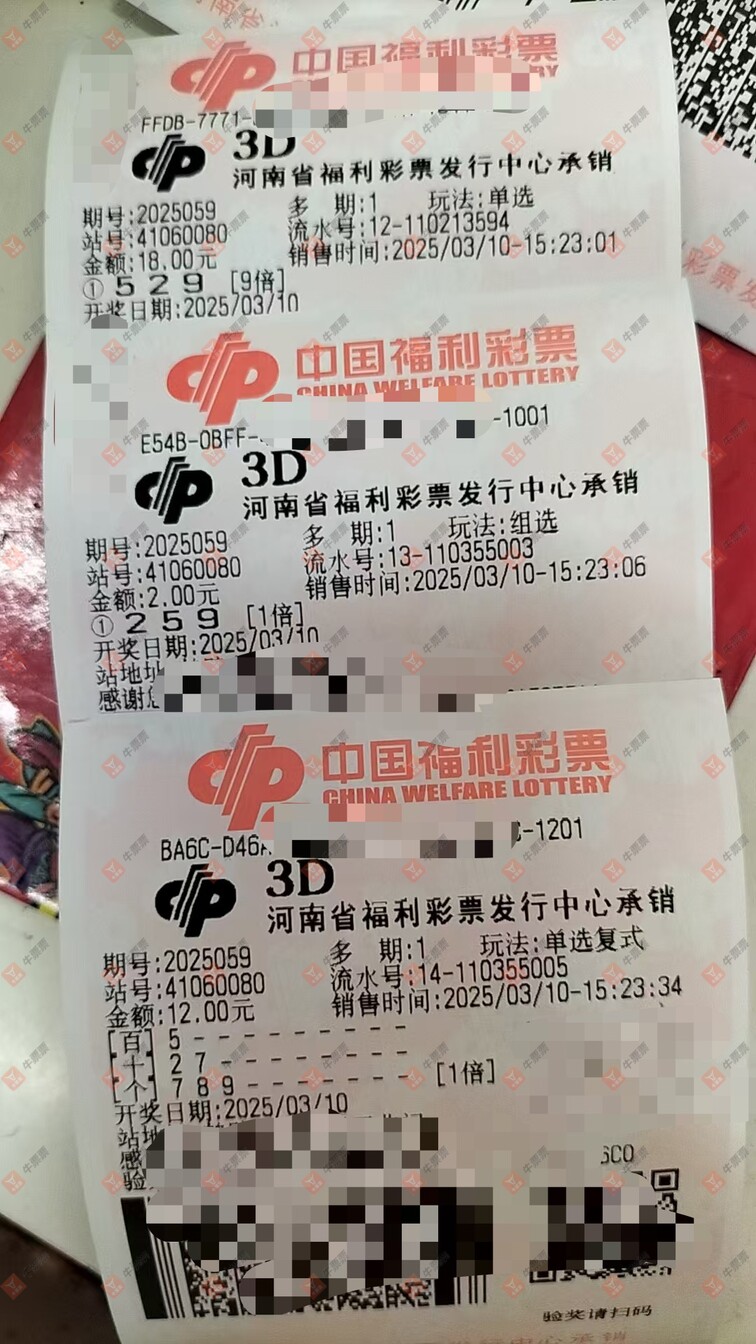 中国福利彩票
FFDB-7771-
3D
河南省福利彩票发行中心承销
期号:2025059 多 期:1 玩法:单选
站号:41060080 流水号:12-110213594
金额:18.00元 销售时间:2025/03/10-15:23:01
① 5 2 9 [9倍]
开奖日期:2025/03/10
中国福利彩票
CHINA WELFARE LOTTERY
E54B-0BFF- -1001
3D
河南省福利彩票发行中心承销
期号:2025059 多 期:1 玩法:组选
站号:41060080 流水号:13-110355003
金额:2.00元 销售时间:2025/03/10-15:23:06
① 2 5 9 [1倍]
开奖日期:2025/03/10
站地址
感谢
中国福利彩票
CHINA WELFARE LOTTERY
BA6C-D46 -1201
3D
河南省福利彩票发行中心承销
期号:2025059 多 期:1 玩法:单选复式
站号:41060080 流水号:14-110355005
金额:12.00元 销售时间:2025/03/10-15:23:34
[百] 5 - - - - - - - - -
[十] 2 7 - - - - - - - -
[个] 7 8 9 - - - - - - - [1倍]
开奖日期:2025/03/10
站地
感
验
6C0
验奖请扫码
牛票票